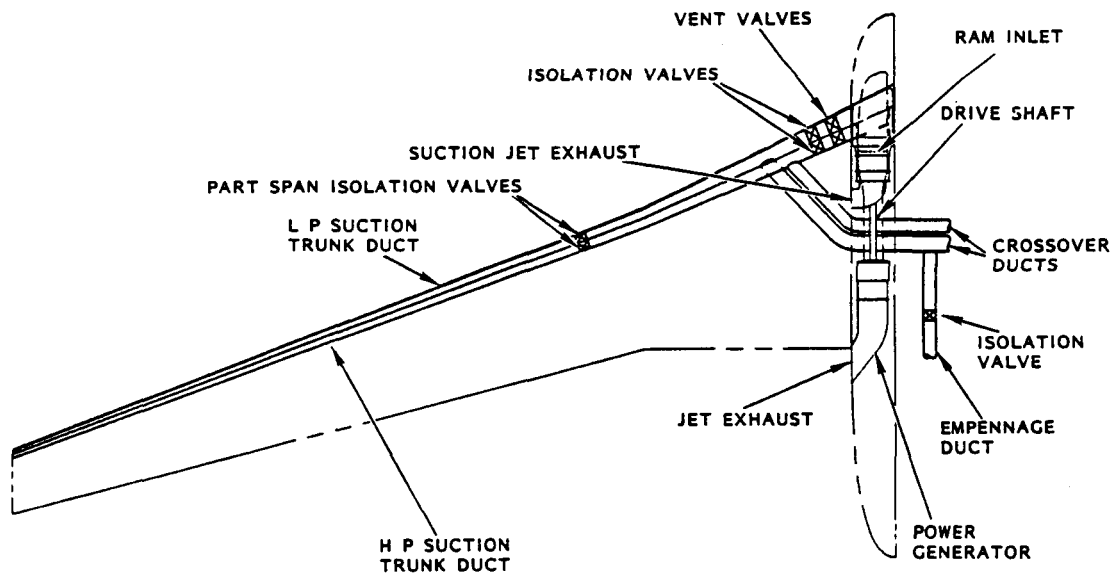 VENT VALVES
RAM INLET
ISOLATION VALVES
DRIVE SHAFT
SUCTION JET EXHAUST
PART SPAN ISOLATION VALVES
L P SUCTION
TRUNK DUCT
CROSSOVER
DUCTS
ISOLATION
VALVE
JET EXHAUST
EMPENNAGE
DUCT
POWER
GENERATOR
H P SUCTION
TRUNK DUCT